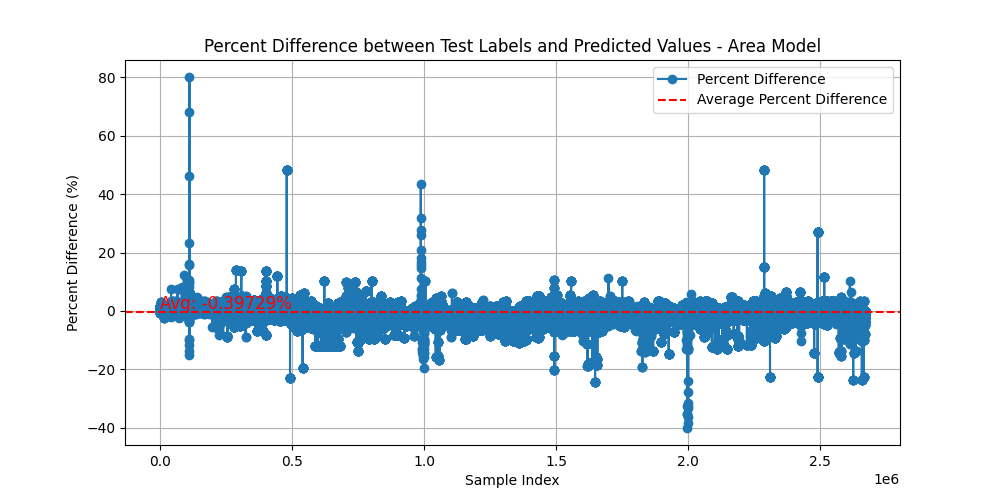 Percent Difference between Test Labels and Predicted Values - Area Model
Percent Difference (%)
80
60
40
20
0
−20
−40
Percent Difference
Average Percent Difference
Avg: -0.39729%
0.0
0.5
1.0
1.5
2.0
2.5
1e6
Sample Index